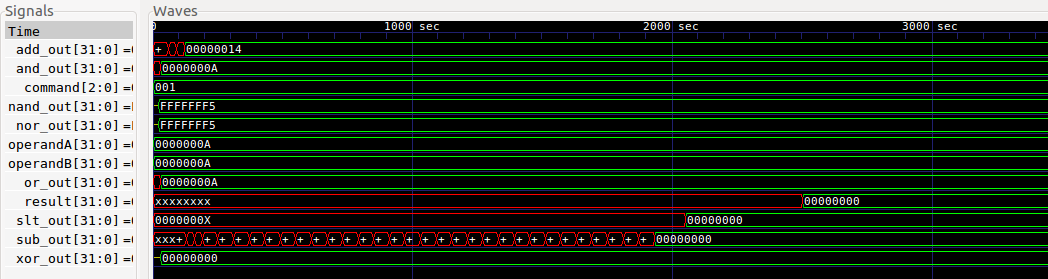 Signals Waves
Time 0 1000 sec 2000 sec 3000 sec
add_out[31:0] = + 00000014
and_out[31:0] = 0000000A
command[2:0] = 001
nand_out[31:0] = FFFFFFF5
nor_out[31:0] = FFFFFFF5
operandA[31:0] = 0000000A
operandB[31:0] = 0000000A
or_out[31:0] = 0000000A
result[31:0] = xxxxxxxx 00000000
slt_out[31:0] = 0000000X 00000000
sub_out[31:0] = xxx+ + + + + + + + + + + + + + + + + + + + + 00000000
xor_out[31:0] = 00000000